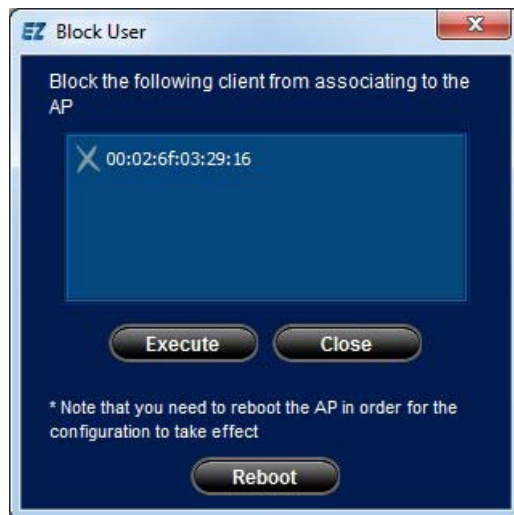 EZ Block User
Block the following client from associating to the
AP
00:02:6f:03:29:16
Execute Close
* Note that you need to reboot the AP in order for the
configuration to take effect
Reboot